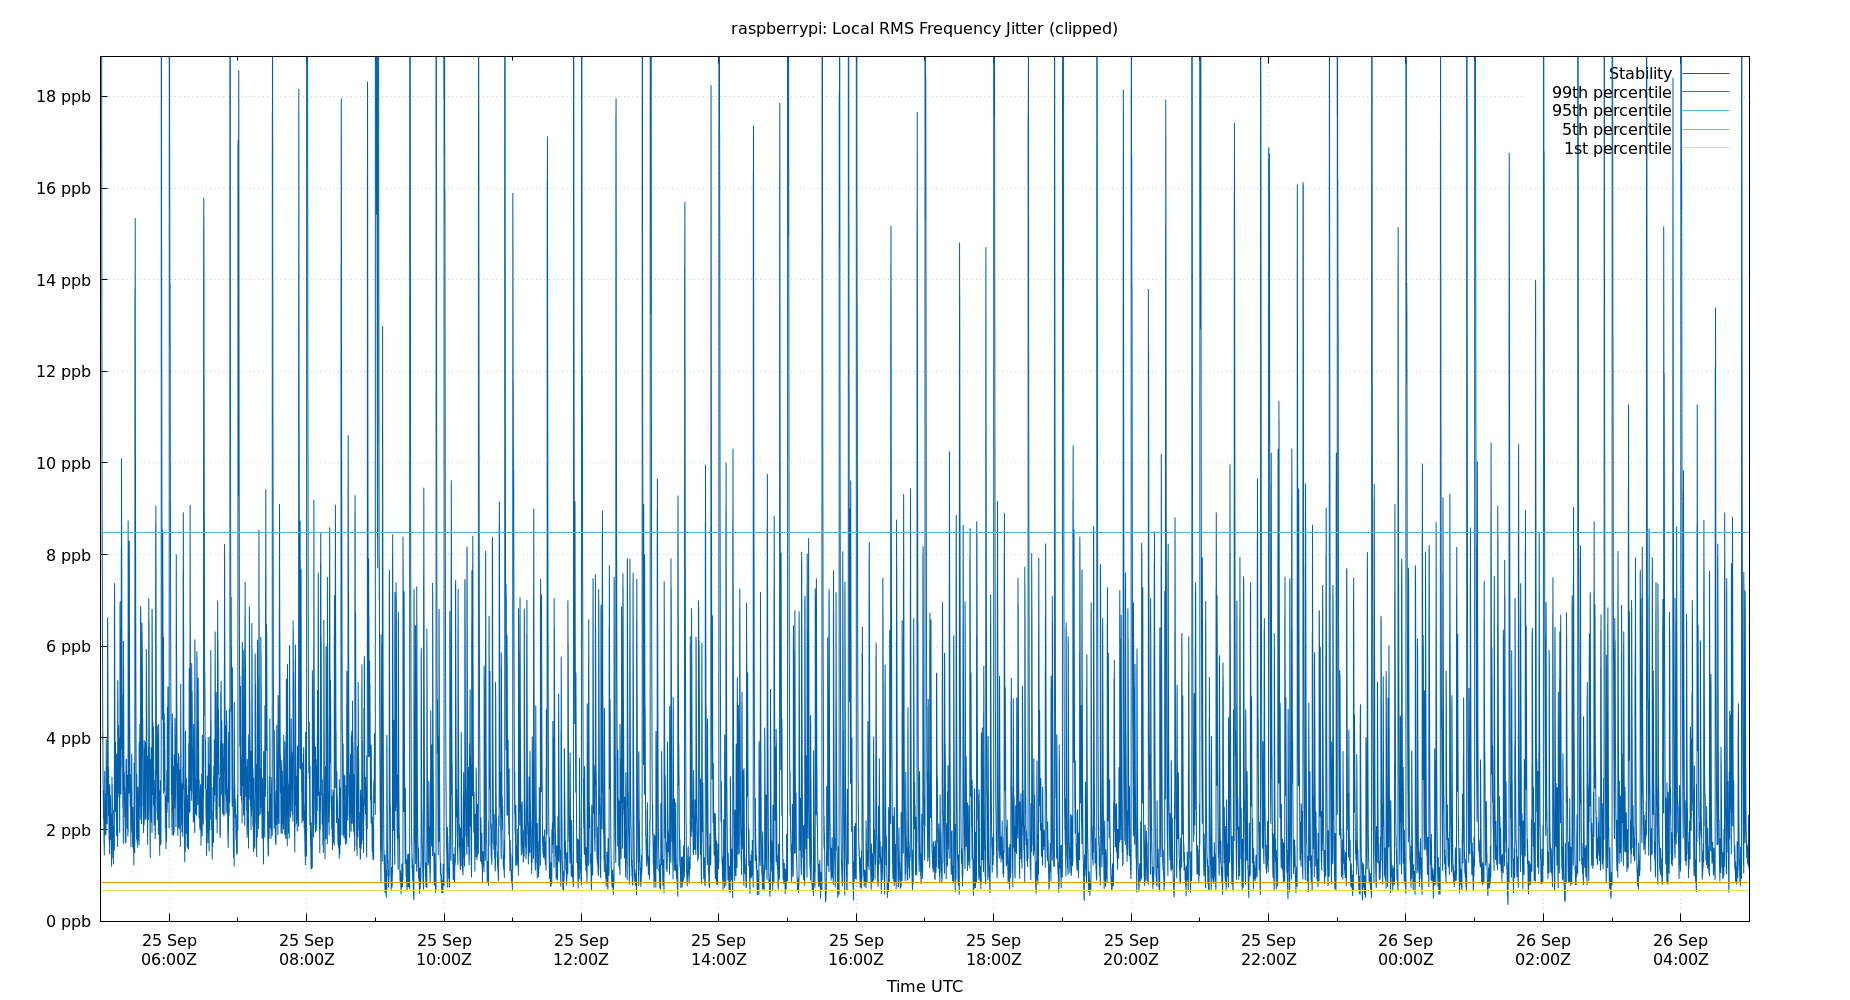 raspberrypi: Local RMS Frequency Jitter (clipped)
Stability
99th percentile
95th percentile
5th percentile
1st percentile
18 ppb
16 ppb
14 ppb
12 ppb
10 ppb
8 ppb
6 ppb
4 ppb
2 ppb
0 ppb
25 Sep 25 Sep 25 Sep 25 Sep 25 Sep 25 Sep 25 Sep 25 Sep 25 Sep 26 Sep 26 Sep 26 Sep
06:00Z 08:00Z 10:00Z 12:00Z 14:00Z 16:00Z 18:00Z 20:00Z 22:00Z 00:00Z 02:00Z 04:00Z
Time UTC